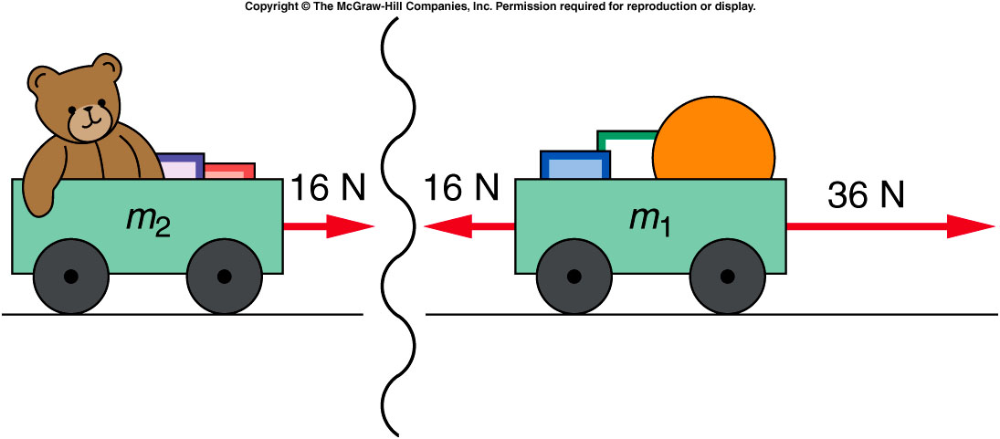 Copyright © The McGraw-Hill Companies, Inc. Permission required for reproduction or display.
16 N
16 N
36 N
m₂
m₁